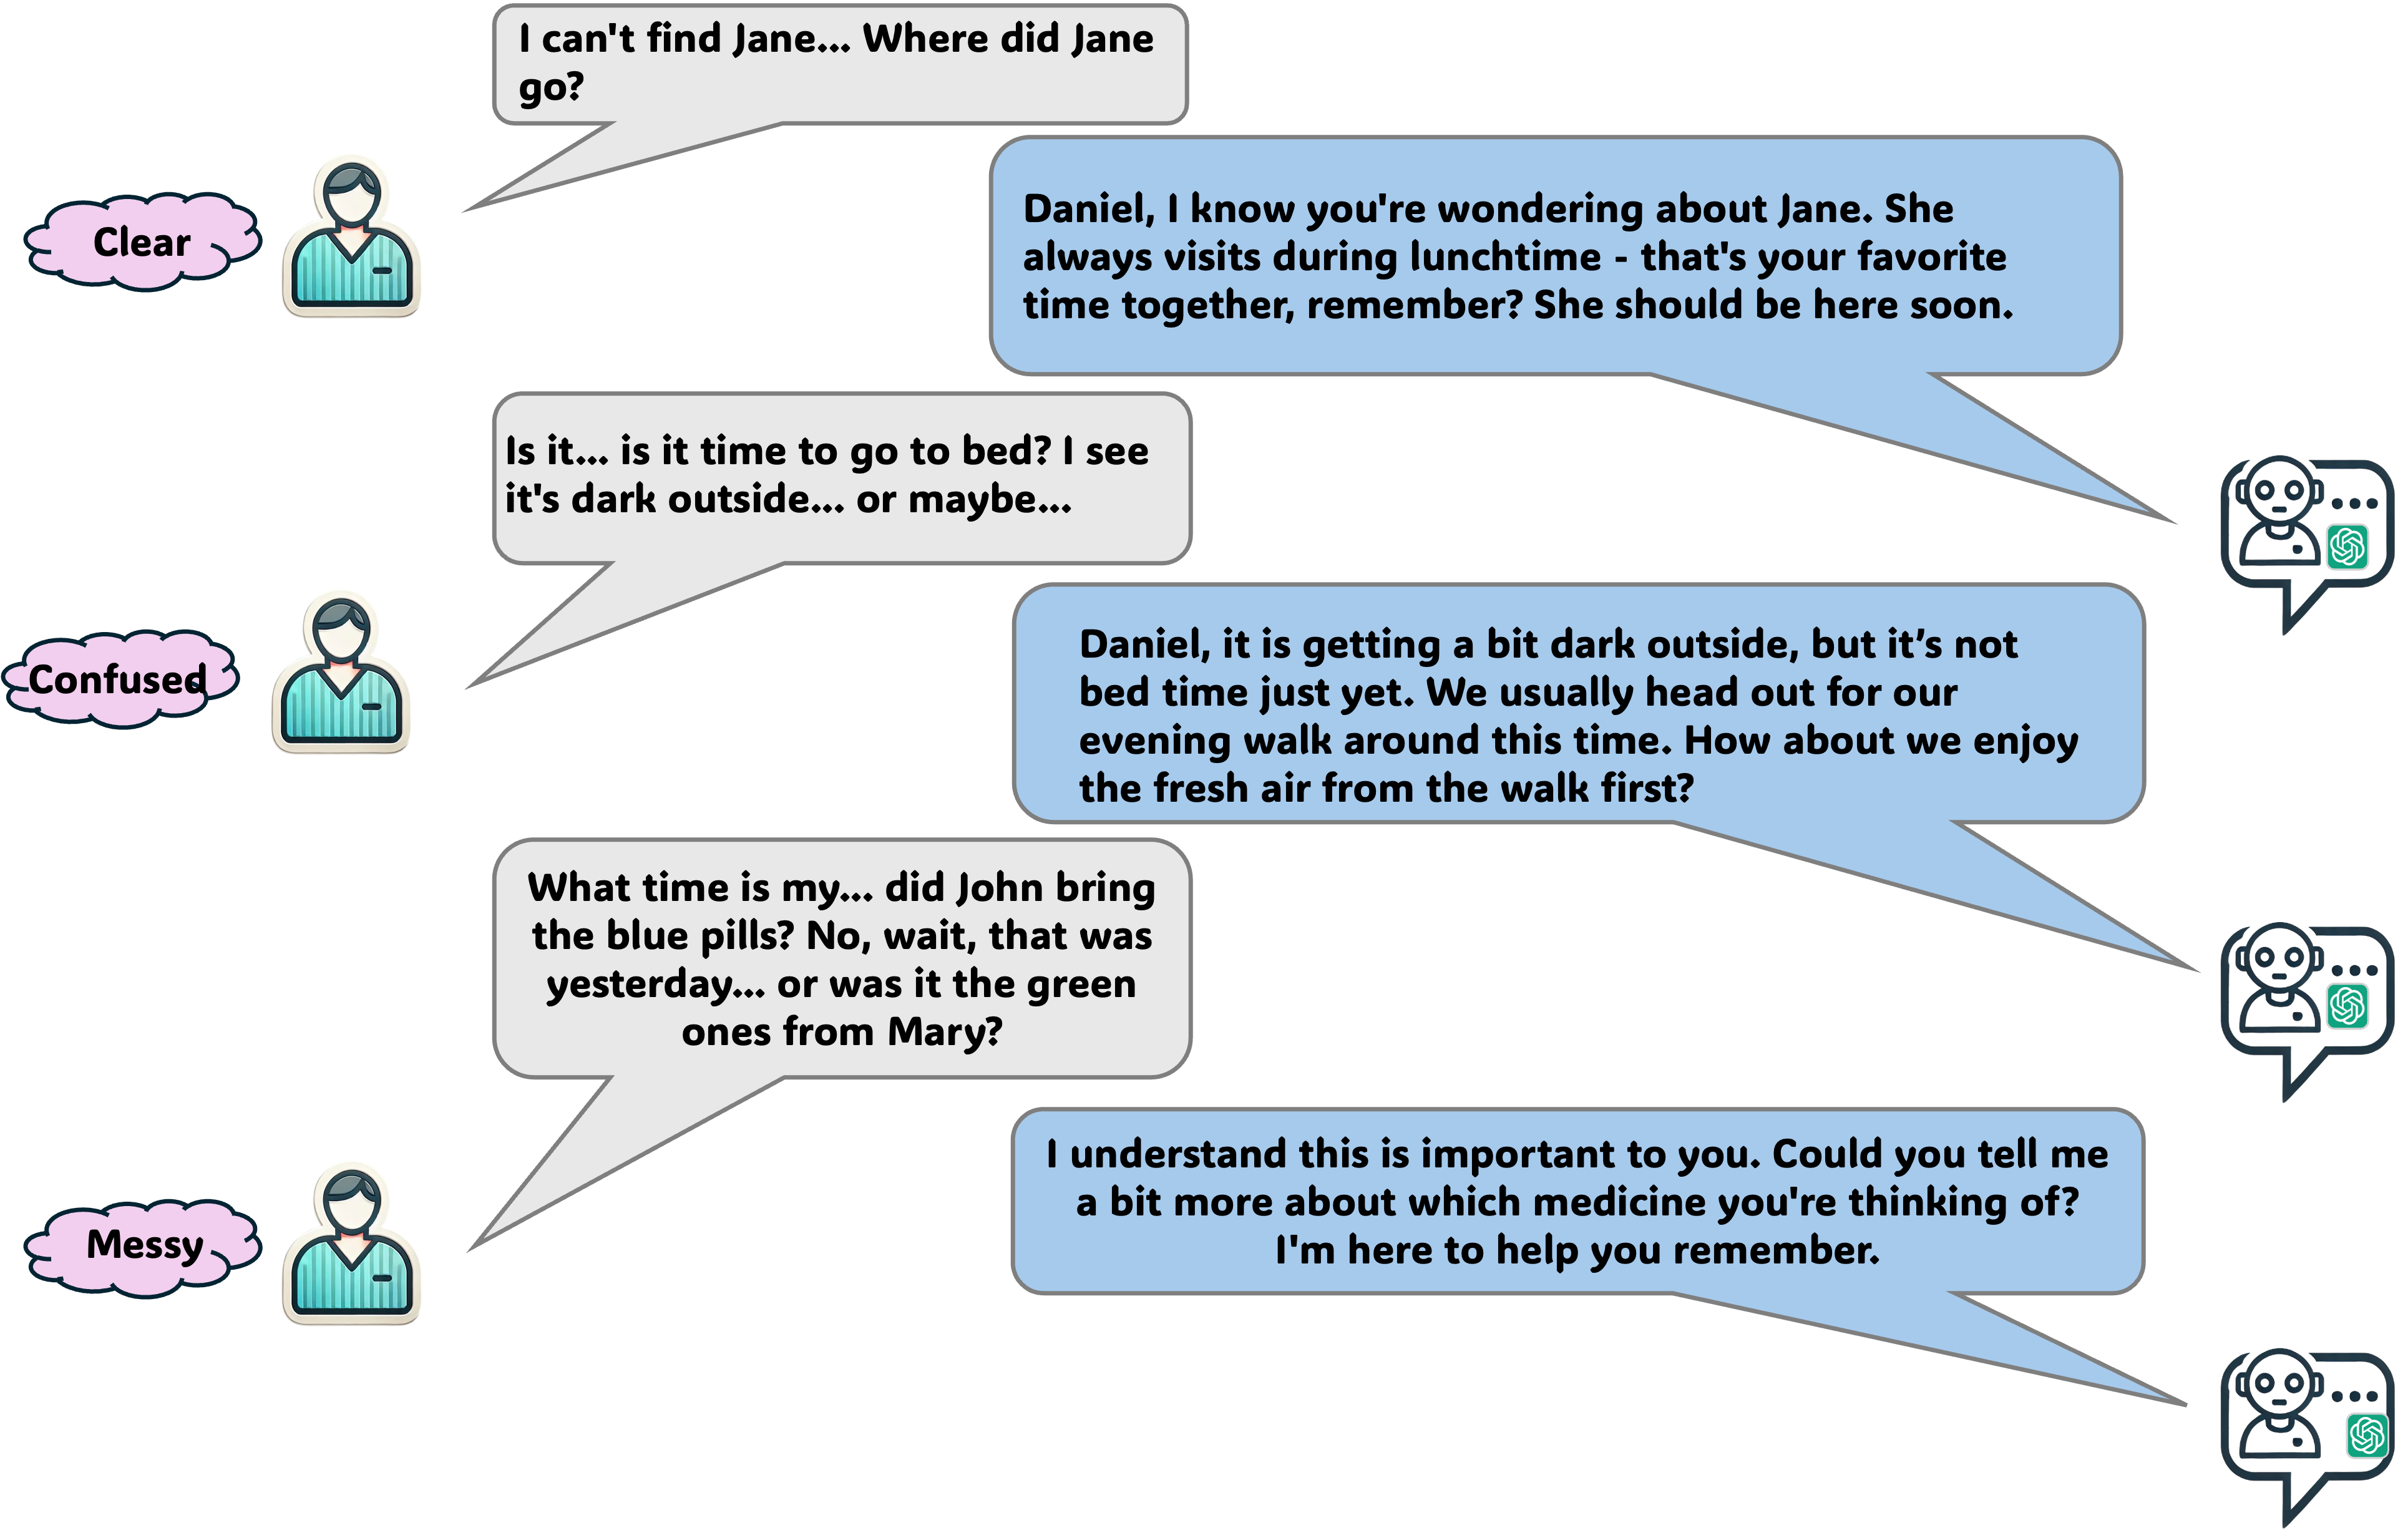 I can't find Jane... Where did Jane
go?
Clear
Daniel, I know you're wondering about Jane. She
always visits during lunchtime - that's your favorite
time together, remember? She should be here soon.
Is it... is it time to go to bed? I see
it's dark outside... or maybe...
Confused
Daniel, it is getting a bit dark outside, but it’s not
bed time just yet. We usually head out for our
evening walk around this time. How about we enjoy
the fresh air from the walk first?
What time is my... did John bring
the blue pills? No, wait, that was
yesterday... or was it the green
ones from Mary?
Messy
I understand this is important to you. Could you tell me
a bit more about which medicine you're thinking of?
I'm here to help you remember.